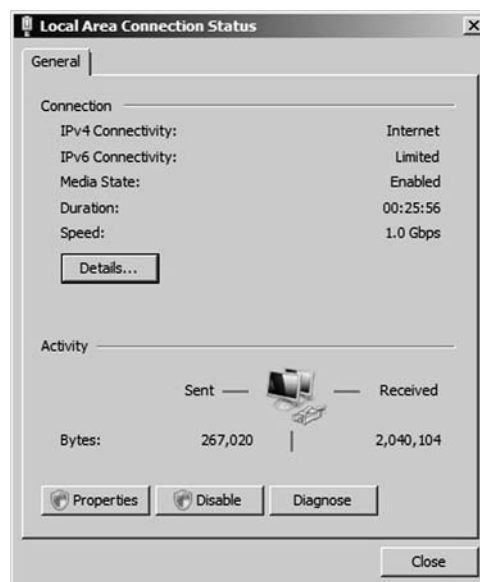 Local Area Connection Status
General
Connection
IPv4 Connectivity: Internet
IPv6 Connectivity: Limited
Media State: Enabled
Duration: 00:25:56
Speed: 1.0 Gbps
Details...
Activity
Sent Received
Bytes: 267,020 2,040,104
Properties Disable Diagnose
Close